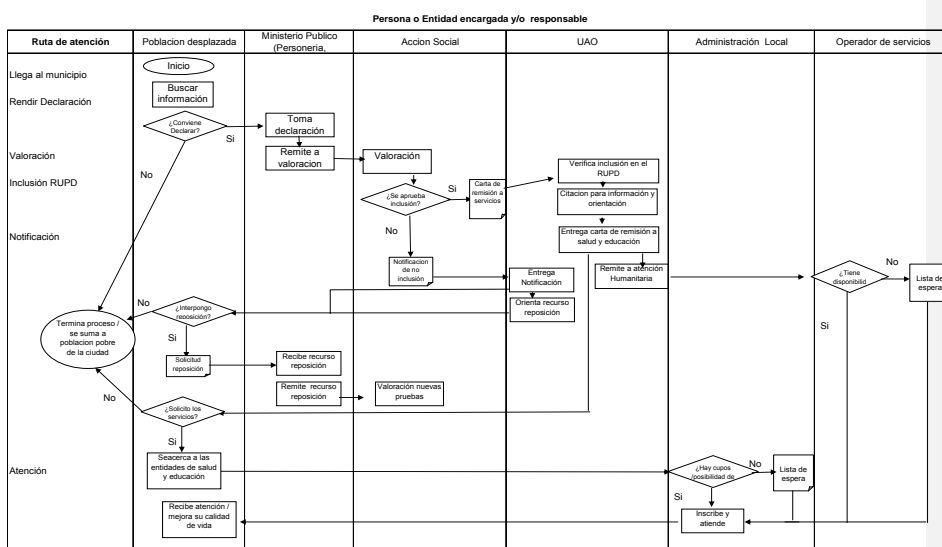 Persona o Entidad encargada y/o responsable
Ruta de atención
Poblacion desplazada
Ministerio Publico
(Personeria,
Accion Social
UAO
Administración Local
Operador de servicios
Llega al municipio
Inicio
Buscar
información
Rendir Declaración
¿Conviene
Declarar?
Si
No
Toma
declaración
Remite a
valoracion
Valoración
Valoración
Inclusión RUPD
¿Se aprueba
inclusión?
Si
No
Carta de
remisión a
servicios
Verifica inclusión en el
RUPD
Citacion para información y
orientación
Notificación
Entrega carta de remisión a
salud y educación
Notificacion
de no
inclusión
Entrega
Notificación
Remite a atención
Humanitaria
¿Tiene
disponibilid
No
Si
Lista de
espera
Orienta recurso
reposición
¿Interpongo
reposición?
No
Si
Termina proceso /
se suma a
poblacion pobre
de la ciudad
Solicitud
reposición
Recibe recurso
reposición
Remite recurso
reposición
Valoración nuevas
pruebas
¿Solicito los
servicios?
No
Si
Atención
Seacerca a las
entidades de salud
y educación
¿Hay cupos
/posibilidad de
No
Si
Lista de
espera
Recibe atención /
mejora su calidad
de vida
Inscribe y
atiende